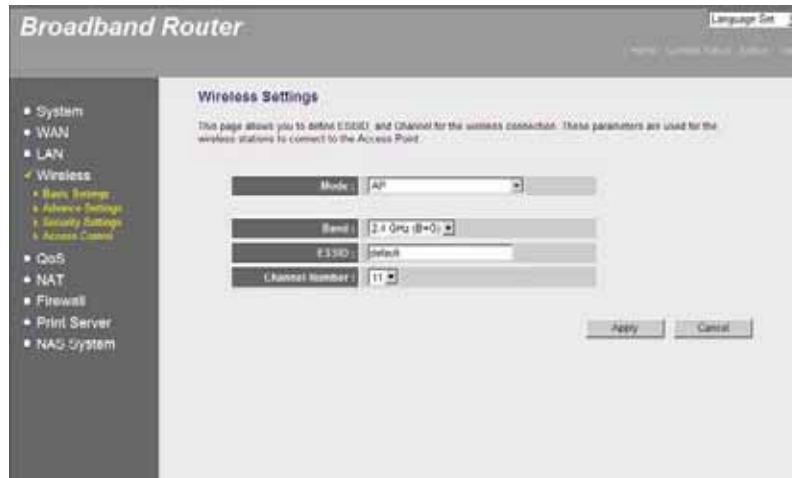 Broadband Router
Language Set
System
WAN
LAN
Wireless
Basic Settings
Advance Settings
Security Settings
Access Control
QoS
NAT
Firewall
Print Server
NAS System
Wireless Settings
This page allows you to define ESSID, and Channel for the wireless connection. These parameters are used for the
wireless stations to connect to the Access Point.
Mode : AP
Band : 2.4 GHz (B+G)
ESSID : default
Channel Number : 11
Apply Cancel